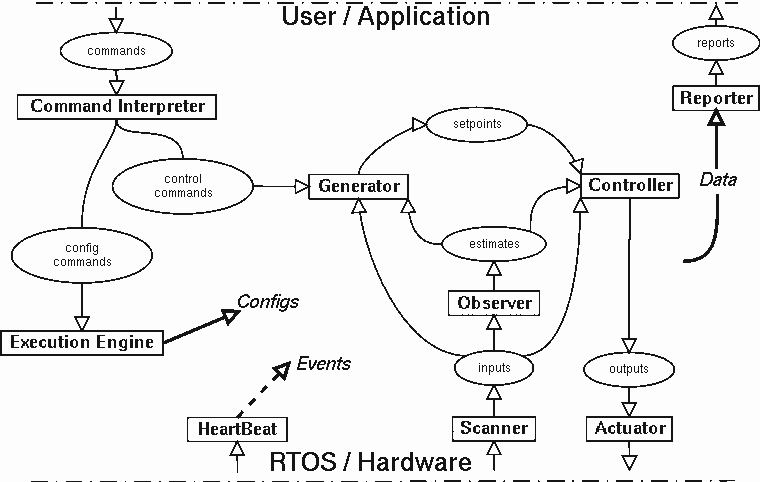 User / Application
commands
reports
Command Interpreter
Reporter
setpoints
control
commands
Generator
Controller
Data
config
commands
estimates
Configs
Observer
Execution Engine
Events
inputs
outputs
HeartBeat
Scanner
Actuator
RTOS / Hardware